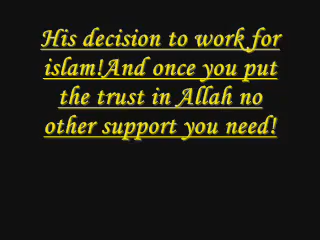 His decision to work for
islam!And once you put
the trust in Allah no
other support you need!